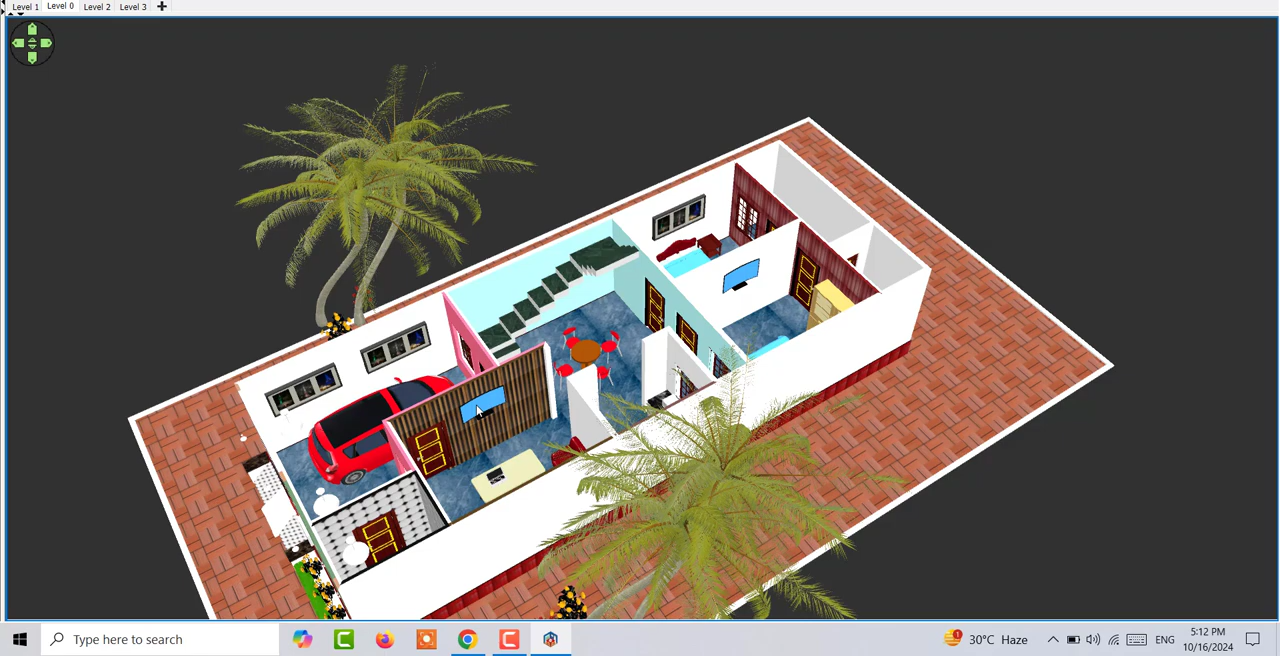 Level 1 Level 0 Level 2 Level 3
Type here to search
1
30°C Haze
ENG
5:12 PM
10/16/2024